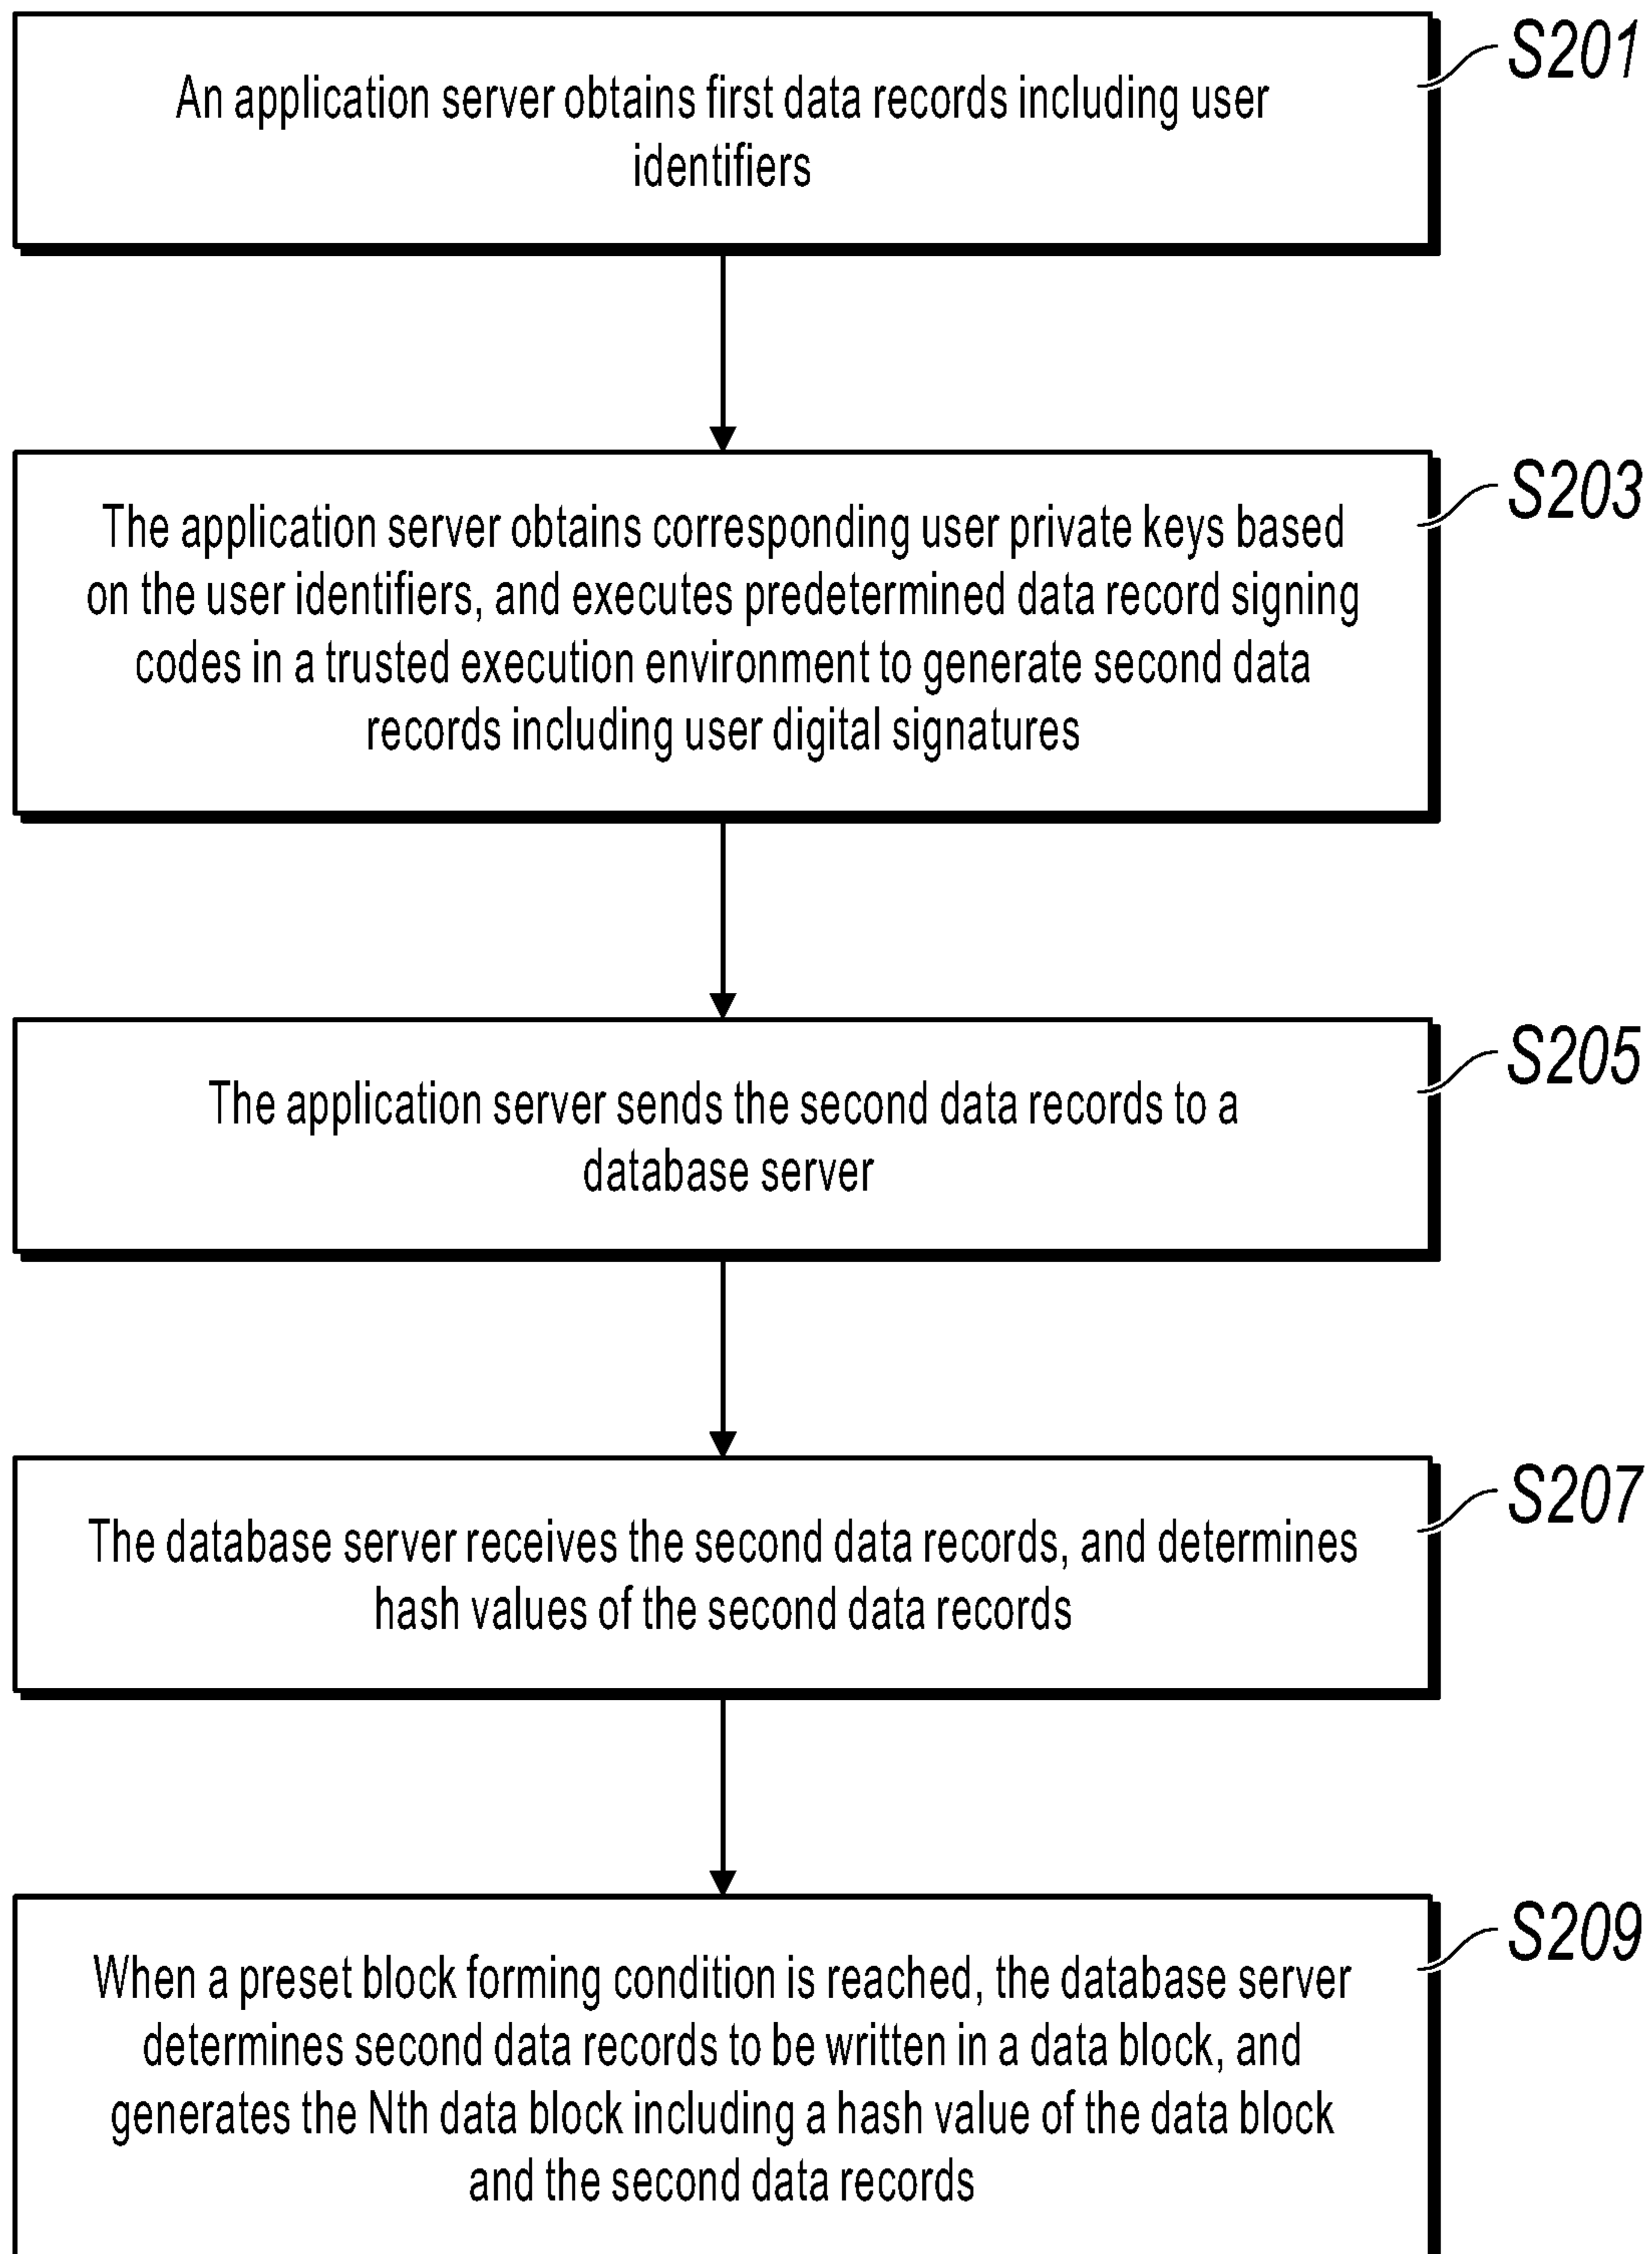 S201
An application server obtains first data records including user
identifiers
S203
The application server obtains corresponding user private keys based
on the user identifiers, and executes predetermined data record signing
codes in a trusted execution environment to generate second data
records including user digital signatures
S205
The application server sends the second data records to a
database server
S207
The database server receives the second data records, and determines
hash values of the second data records
S209
When a preset block forming condition is reached, the database server
determines second data records to be written in a data block, and
generates the Nth data block including a hash value of the data block
and the second data records